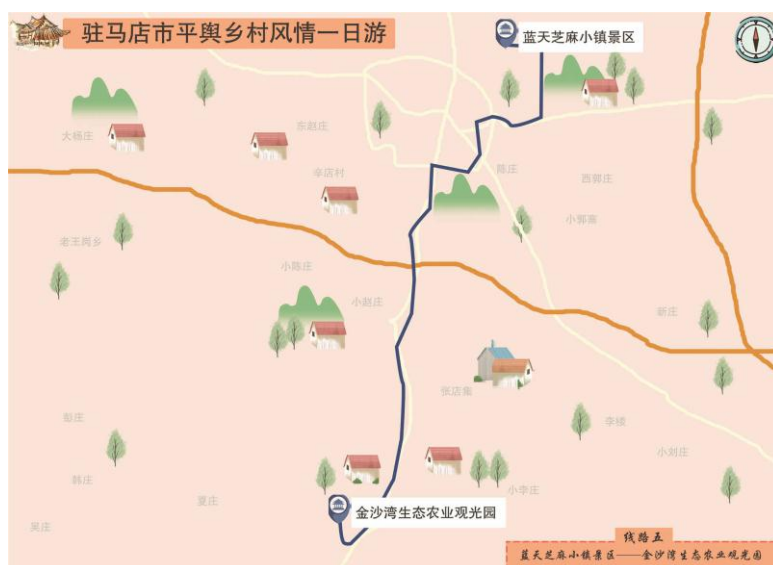 驻马店市平舆乡村风情一日游
蓝天芝麻小镇景区
大杨庄
东赵庄
辛店村
陈庄
西郭庄
小郭寨
老王岗乡
小陈庄
小赵庄
靳庄
张店集
彭庄
李楼
小刘庄
韩庄
夏庄
小李庄
吴庄
金沙湾生态农业观光园
线路五
蓝天芝麻小镇景区——金沙湾生态农业观光园